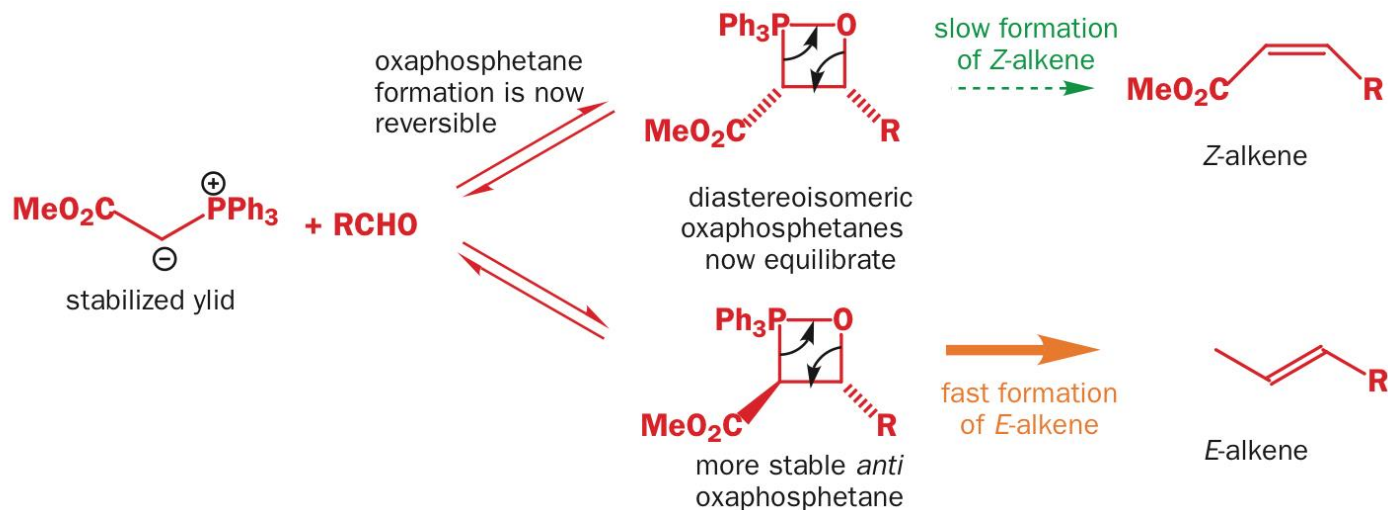 oxaphosphetane
formation is now
reversible
MeO₂C
⊕
PPh₃
⊖
+ RCHO
stabilized ylid
Ph₃P O
MeO₂C R
diastereoisomeric
oxaphosphetanes
now equilibrate
slow formation
of Z-alkene
MeO₂C R
Z-alkene
Ph₃P O
MeO₂C R
more stable anti
oxaphosphetane
fast formation
of E-alkene
R
E-alkene